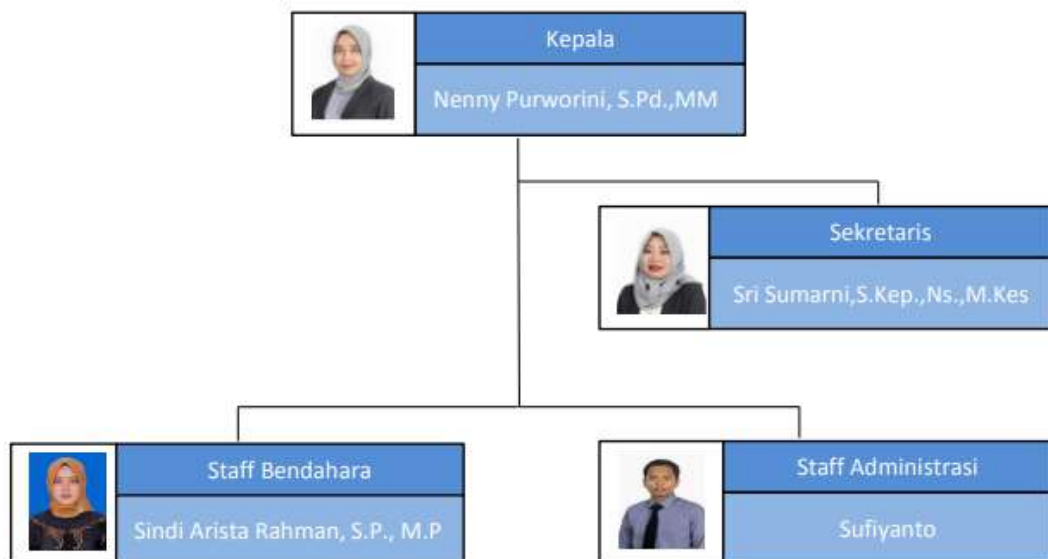 Kepala
Nenny Purworini, S.Pd.,MM
Sekretaris
Sri Sumarni,S.Kep.,Ns.,M.Kes
Staff Bendahara
Sindi Arista Rahman, S.P., M.P
Staff Administrasi
Sufiyanto